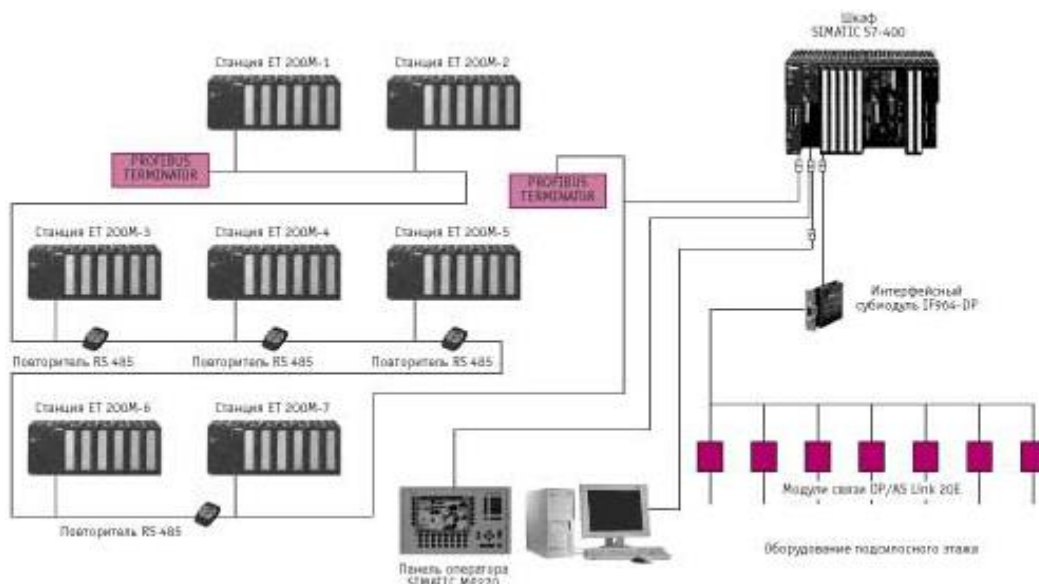 Шкаф
SIMATIC S7-400
Станция ET 200M-1
Станция ET 200M-2
PROFIBUS
TERMINATOR
PROFIBUS
TERMINATOR
Станция ET 200M-3
Станция ET 200M-4
Станция ET 200M-5
Интерфейсный
субмодуль IF964-DP
Повторитель RS 485
Повторитель RS 485
Повторитель RS 485
Станция ET 200M-6
Станция ET 200M-7
Модули связи DP/AS Link 20E
Повторитель RS 485
Оборудование подсилосного этажа
Панель оператора
SIMATIC